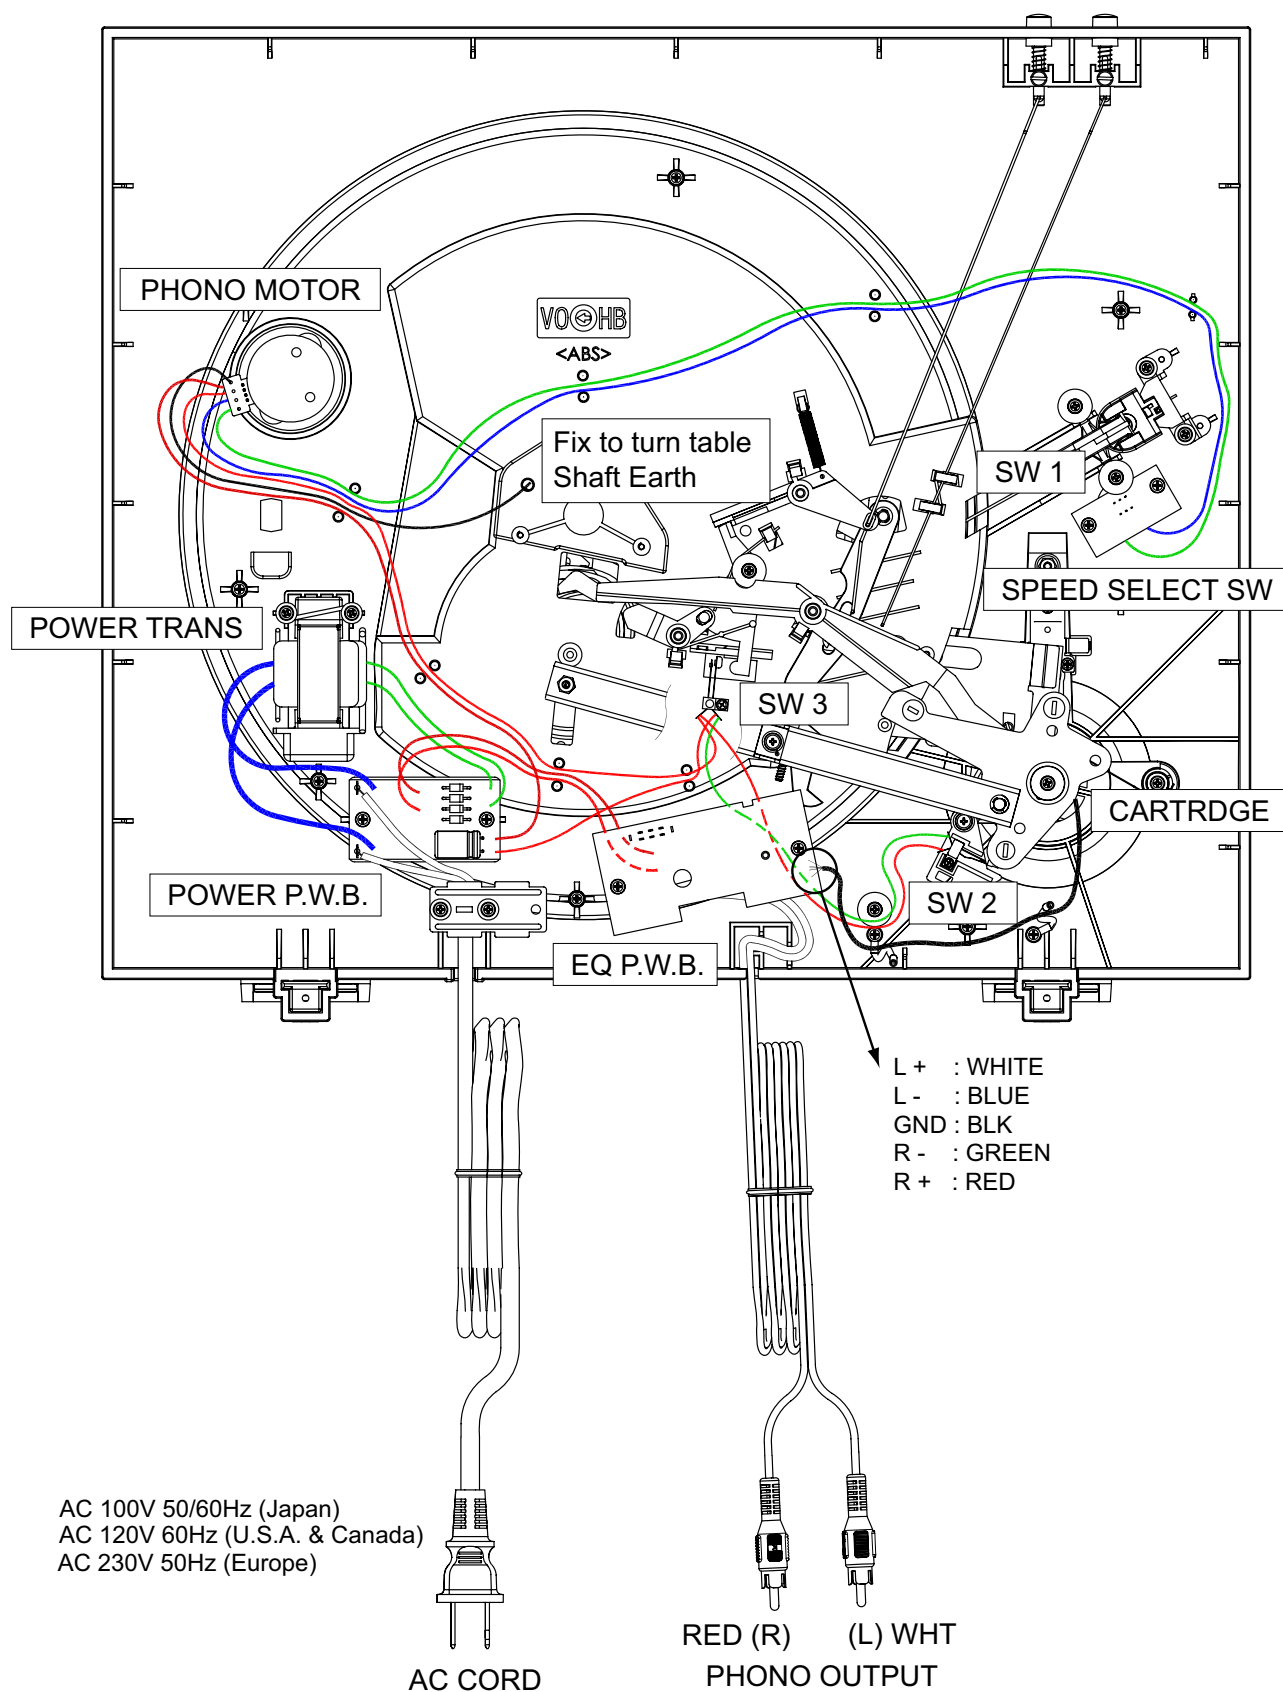 PHONO MOTOR
VO HB
<ABS>
Fix to turn table
Shaft Earth
SW 1
SPEED SELECT SW
POWER TRANS
SW 3
CARTRDGE
POWER P.W.B.
SW 2
EQ P.W.B.
L + : WHITE
L - : BLUE
GND : BLK
R - : GREEN
R + : RED
AC 100V 50/60Hz (Japan)
AC 120V 60Hz (U.S.A. & Canada)
AC 230V 50Hz (Europe)
RED (R) (L) WHT
AC CORD
PHONO OUTPUT